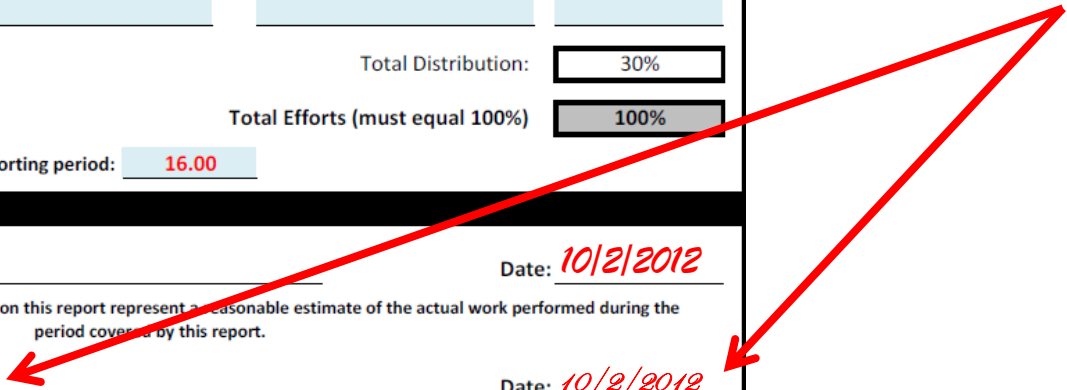 Total Distribution: 30%
Total Efforts (must equal 100%) 100%
orting period: 16.00
Date: 10/2/2012
on this report represent a reasonable estimate of the actual work performed during the
period covered by this report.
Date: 10/2/2012